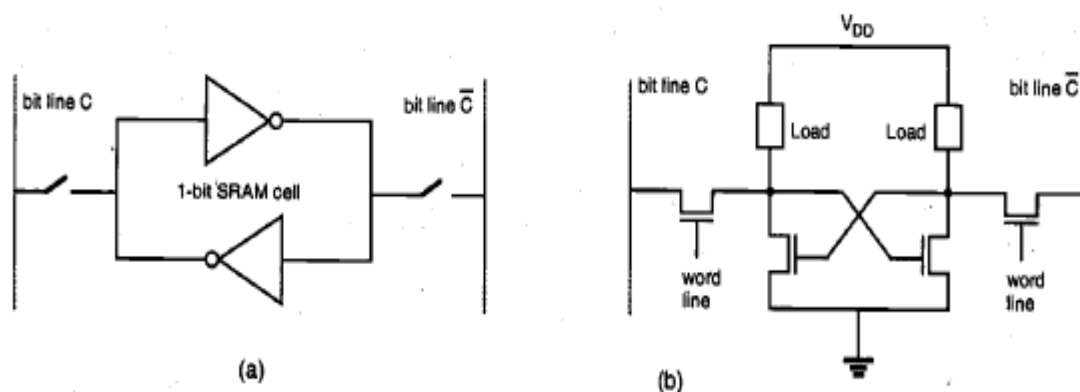 bit line C
bit line C̅
1-bit SRAM cell
(a)
V_DD
bit line C
bit line C̅
Load
Load
word
line
word
line
(b)